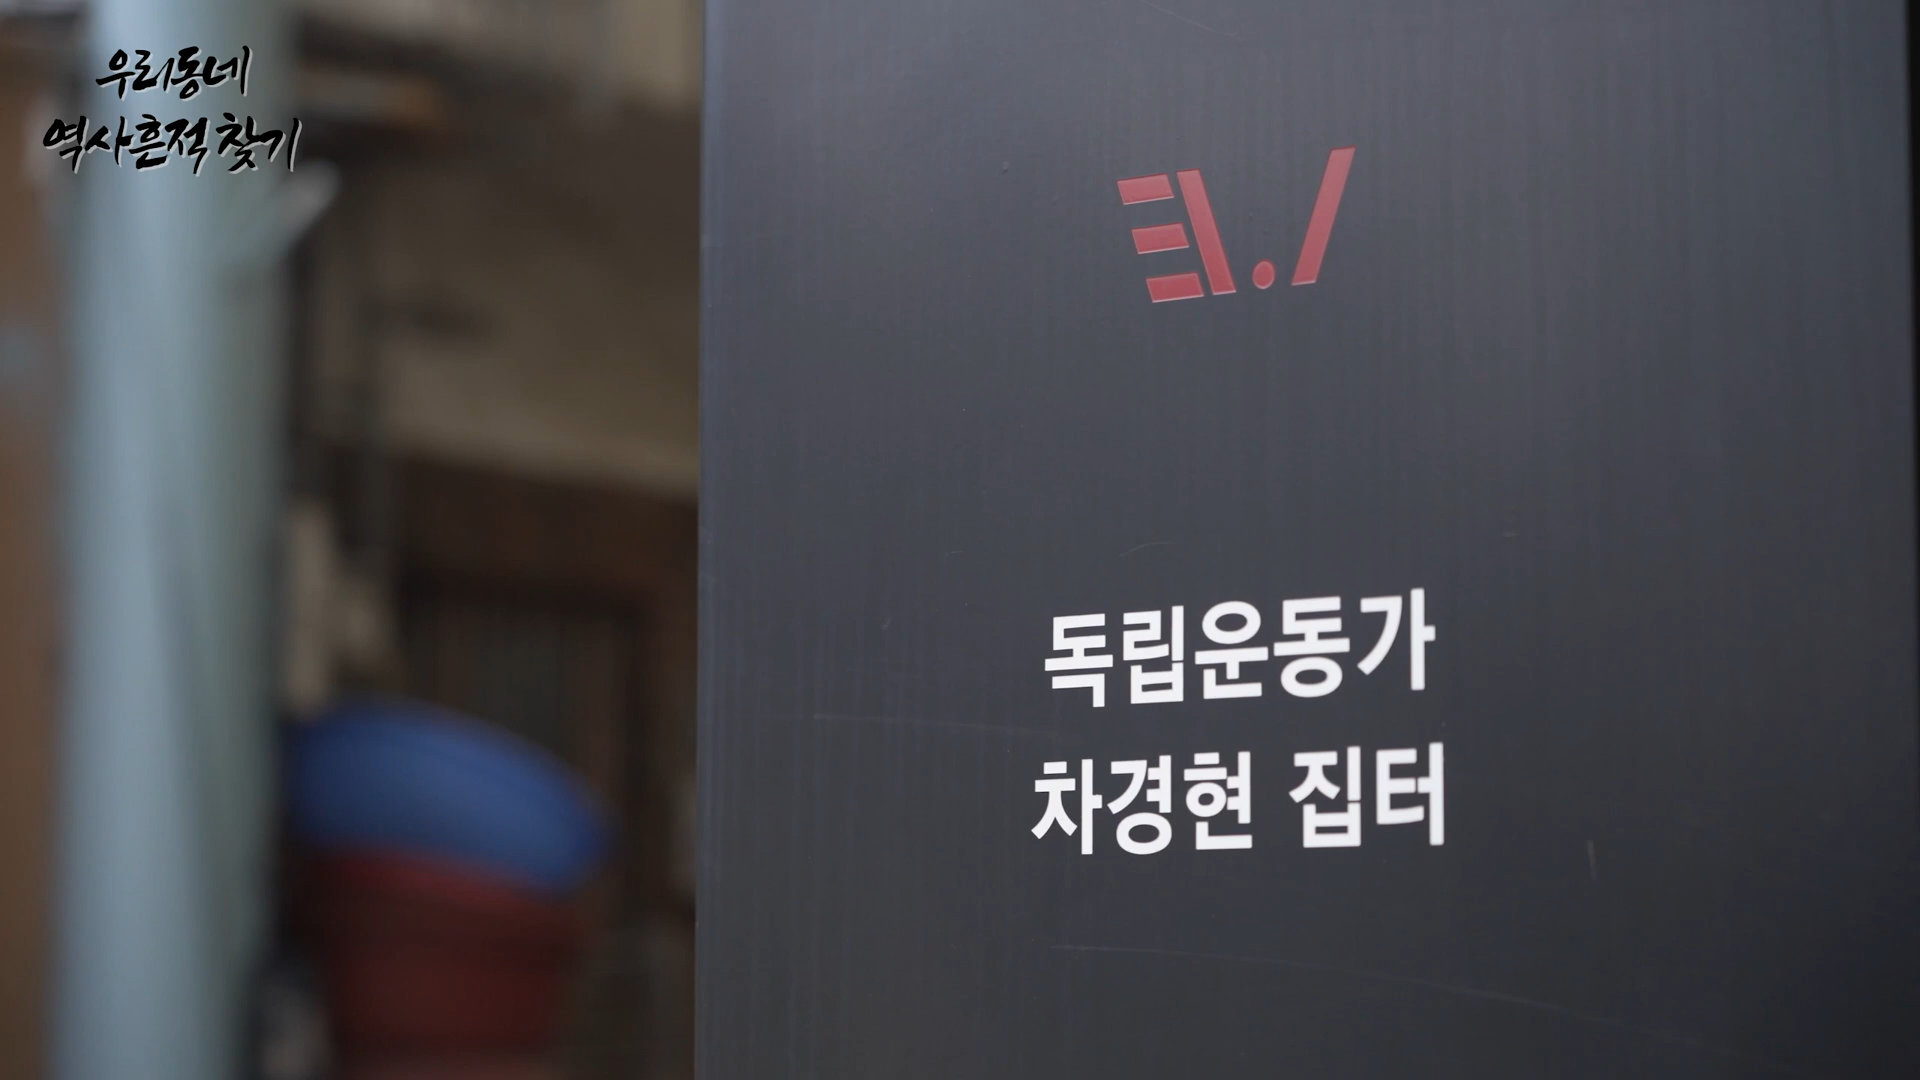 우리동네
역사흔적 찾기
독립운동가
차경현 집터